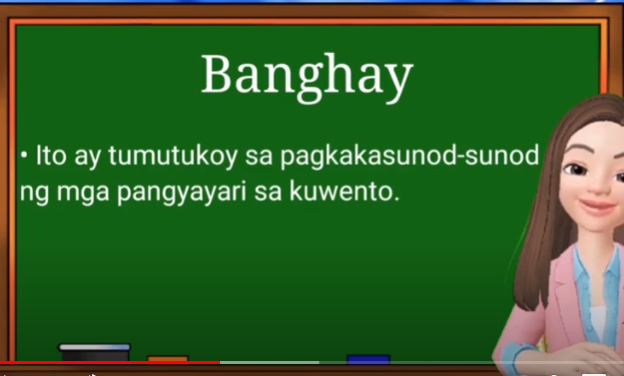 Banghay
• Ito ay tumutukoy sa pagkakasunod-sunod
ng mga pangyayari sa kuwento.